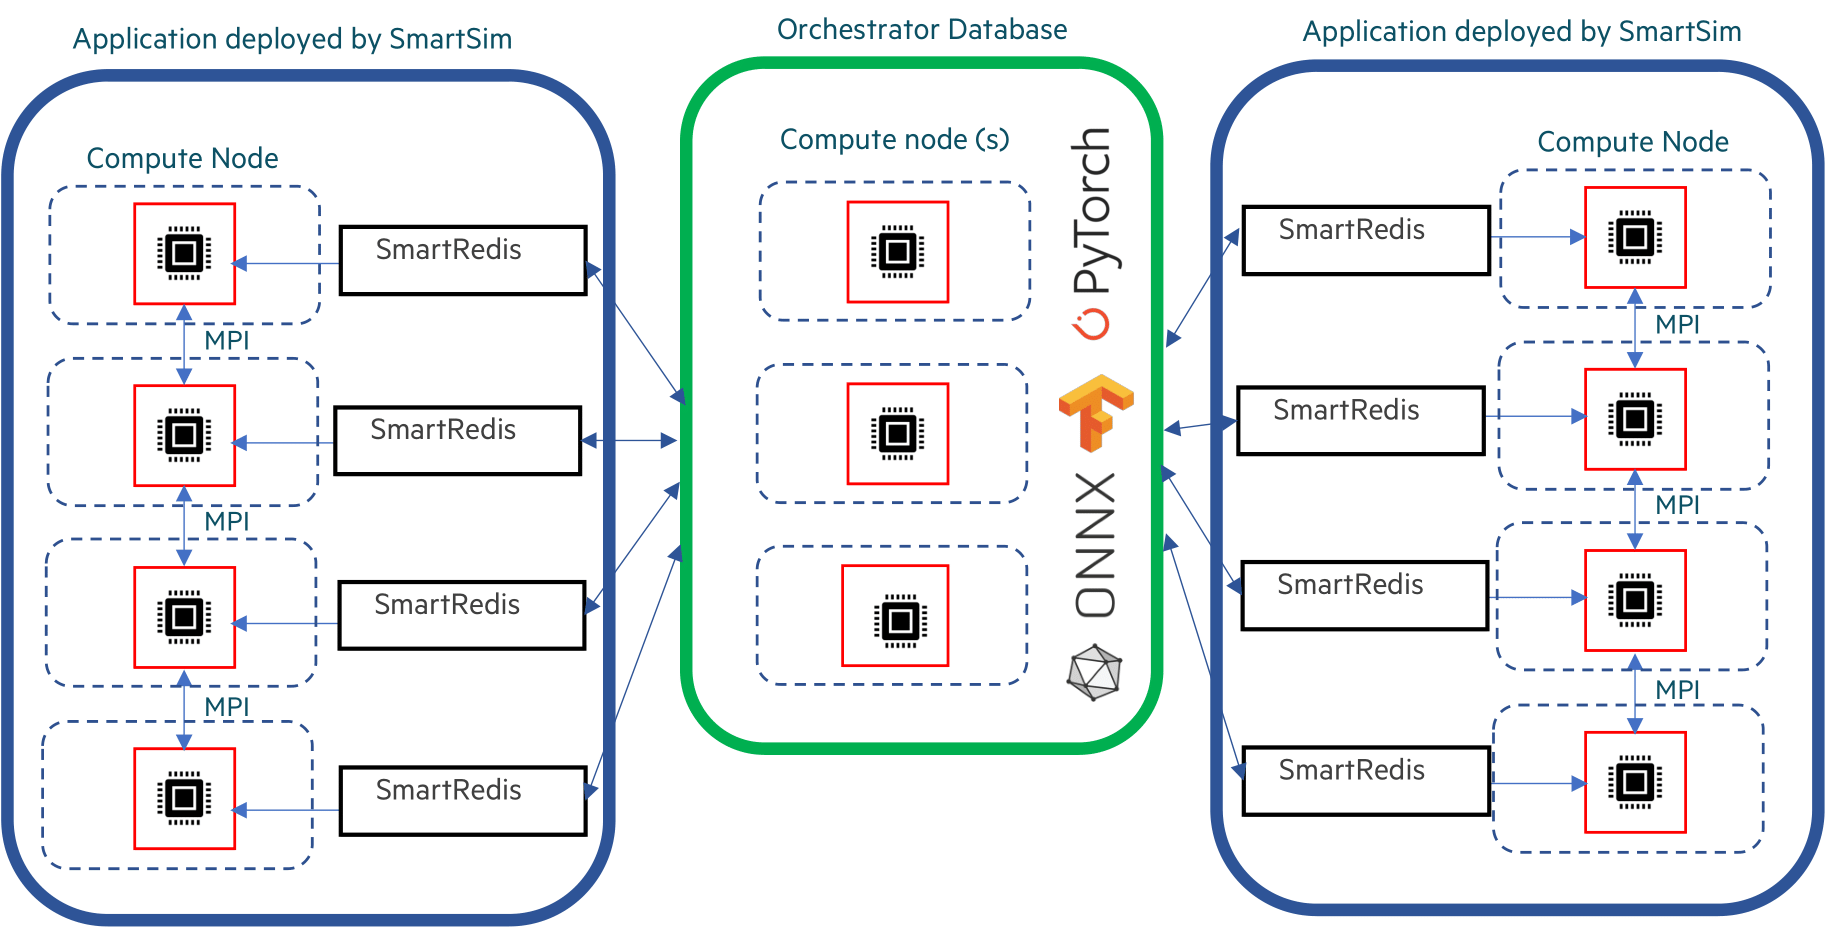 Application deployed by SmartSim
Compute Node
SmartRedis
MPI
SmartRedis
MPI
SmartRedis
MPI
SmartRedis
Orchestrator Database
Compute node (s)
PyTorch
ONNX
Application deployed by SmartSim
Compute Node
SmartRedis
MPI
SmartRedis
MPI
SmartRedis
MPI
SmartRedis